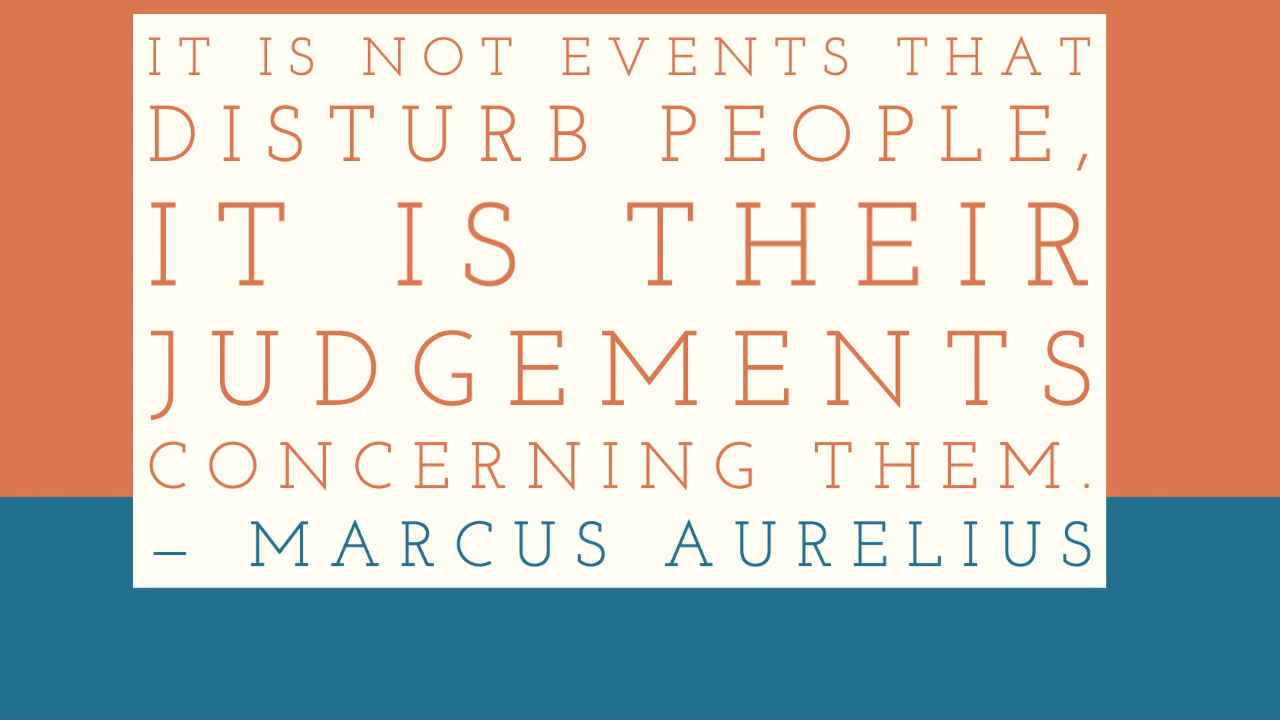 IT IS NOT EVENTS THAT
DISTURB PEOPLE,
IT IS THEIR
JUDGEMENTS
CONCERNING THEM.
– MARCUS AURELIUS